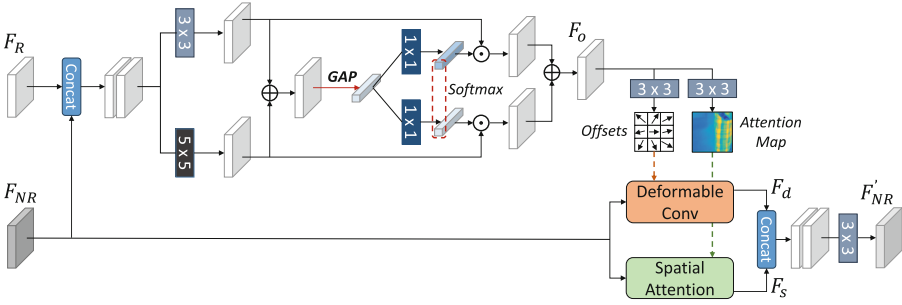 F_R
Concat
3 x 3
5 x 5
GAP
1 x 1
1 x 1
Softmax
F_o
3 x 3
3 x 3
Offsets
Attention
Map
F_NR
Deformable
Conv
Spatial
Attention
F_d
F_s
Concat
3 x 3
F'_NR